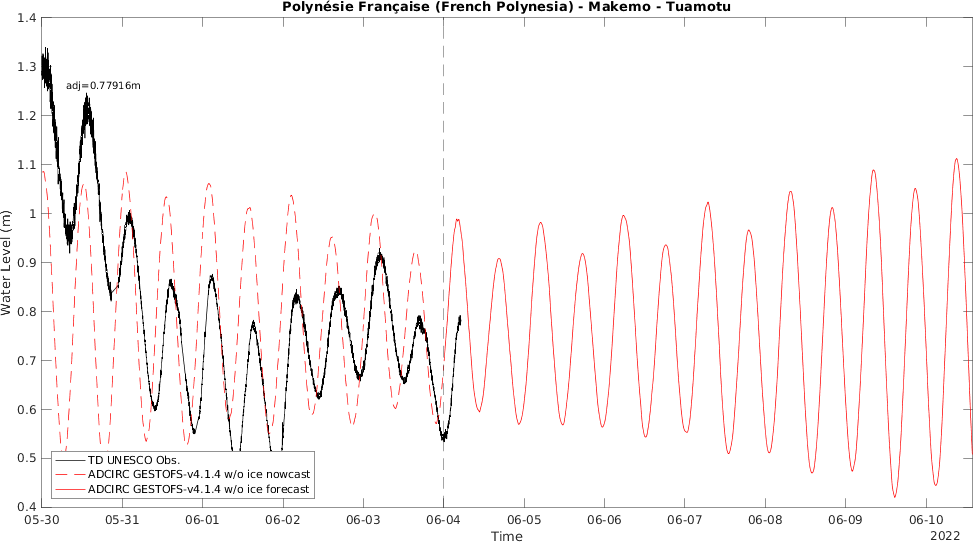 Polynésie Française (French Polynesia) - Makemo - Tuamotu
1.4
1.3
1.2
1.1
1
0.9
0.8
0.7
0.6
0.5
0.4
Water Level (m)
adj=0.77916m
TD UNESCO Obs.
ADCIRC GESTOFS-v4.1.4 w/o ice nowcast
ADCIRC GESTOFS-v4.1.4 w/o ice forecast
05-30 05-31 06-01 06-02 06-03 06-04 06-05 06-06 06-07 06-08 06-09 06-10
Time
2022